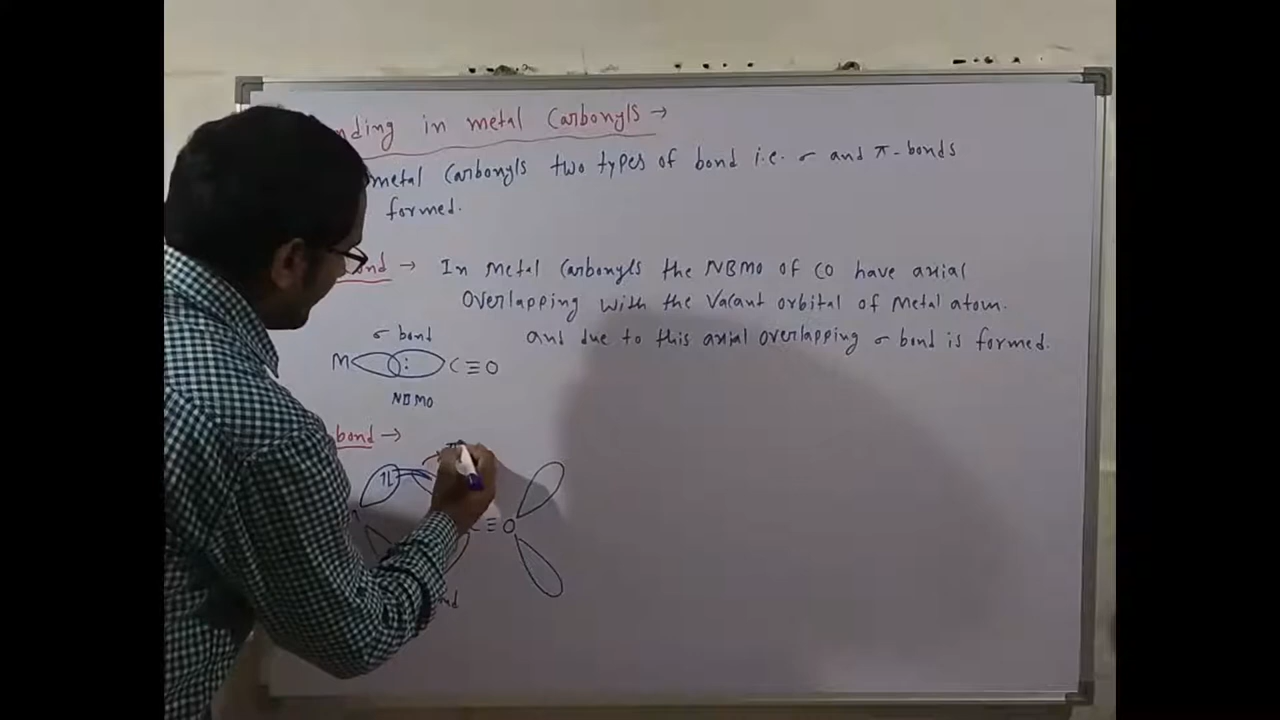 nding in metal Carbonyls →
metal Carbonyls two types of bond i.e. σ and π-bonds
formed.
ond → In Metal Carbonyls the NBMO of CO have axial
Overlapping with the Vacant orbital of Metal atom.
and due to this axial overlapping σ bond is formed.
σ bond
M : C≡O
NBMO
bond →
π
1L
≡O
nd